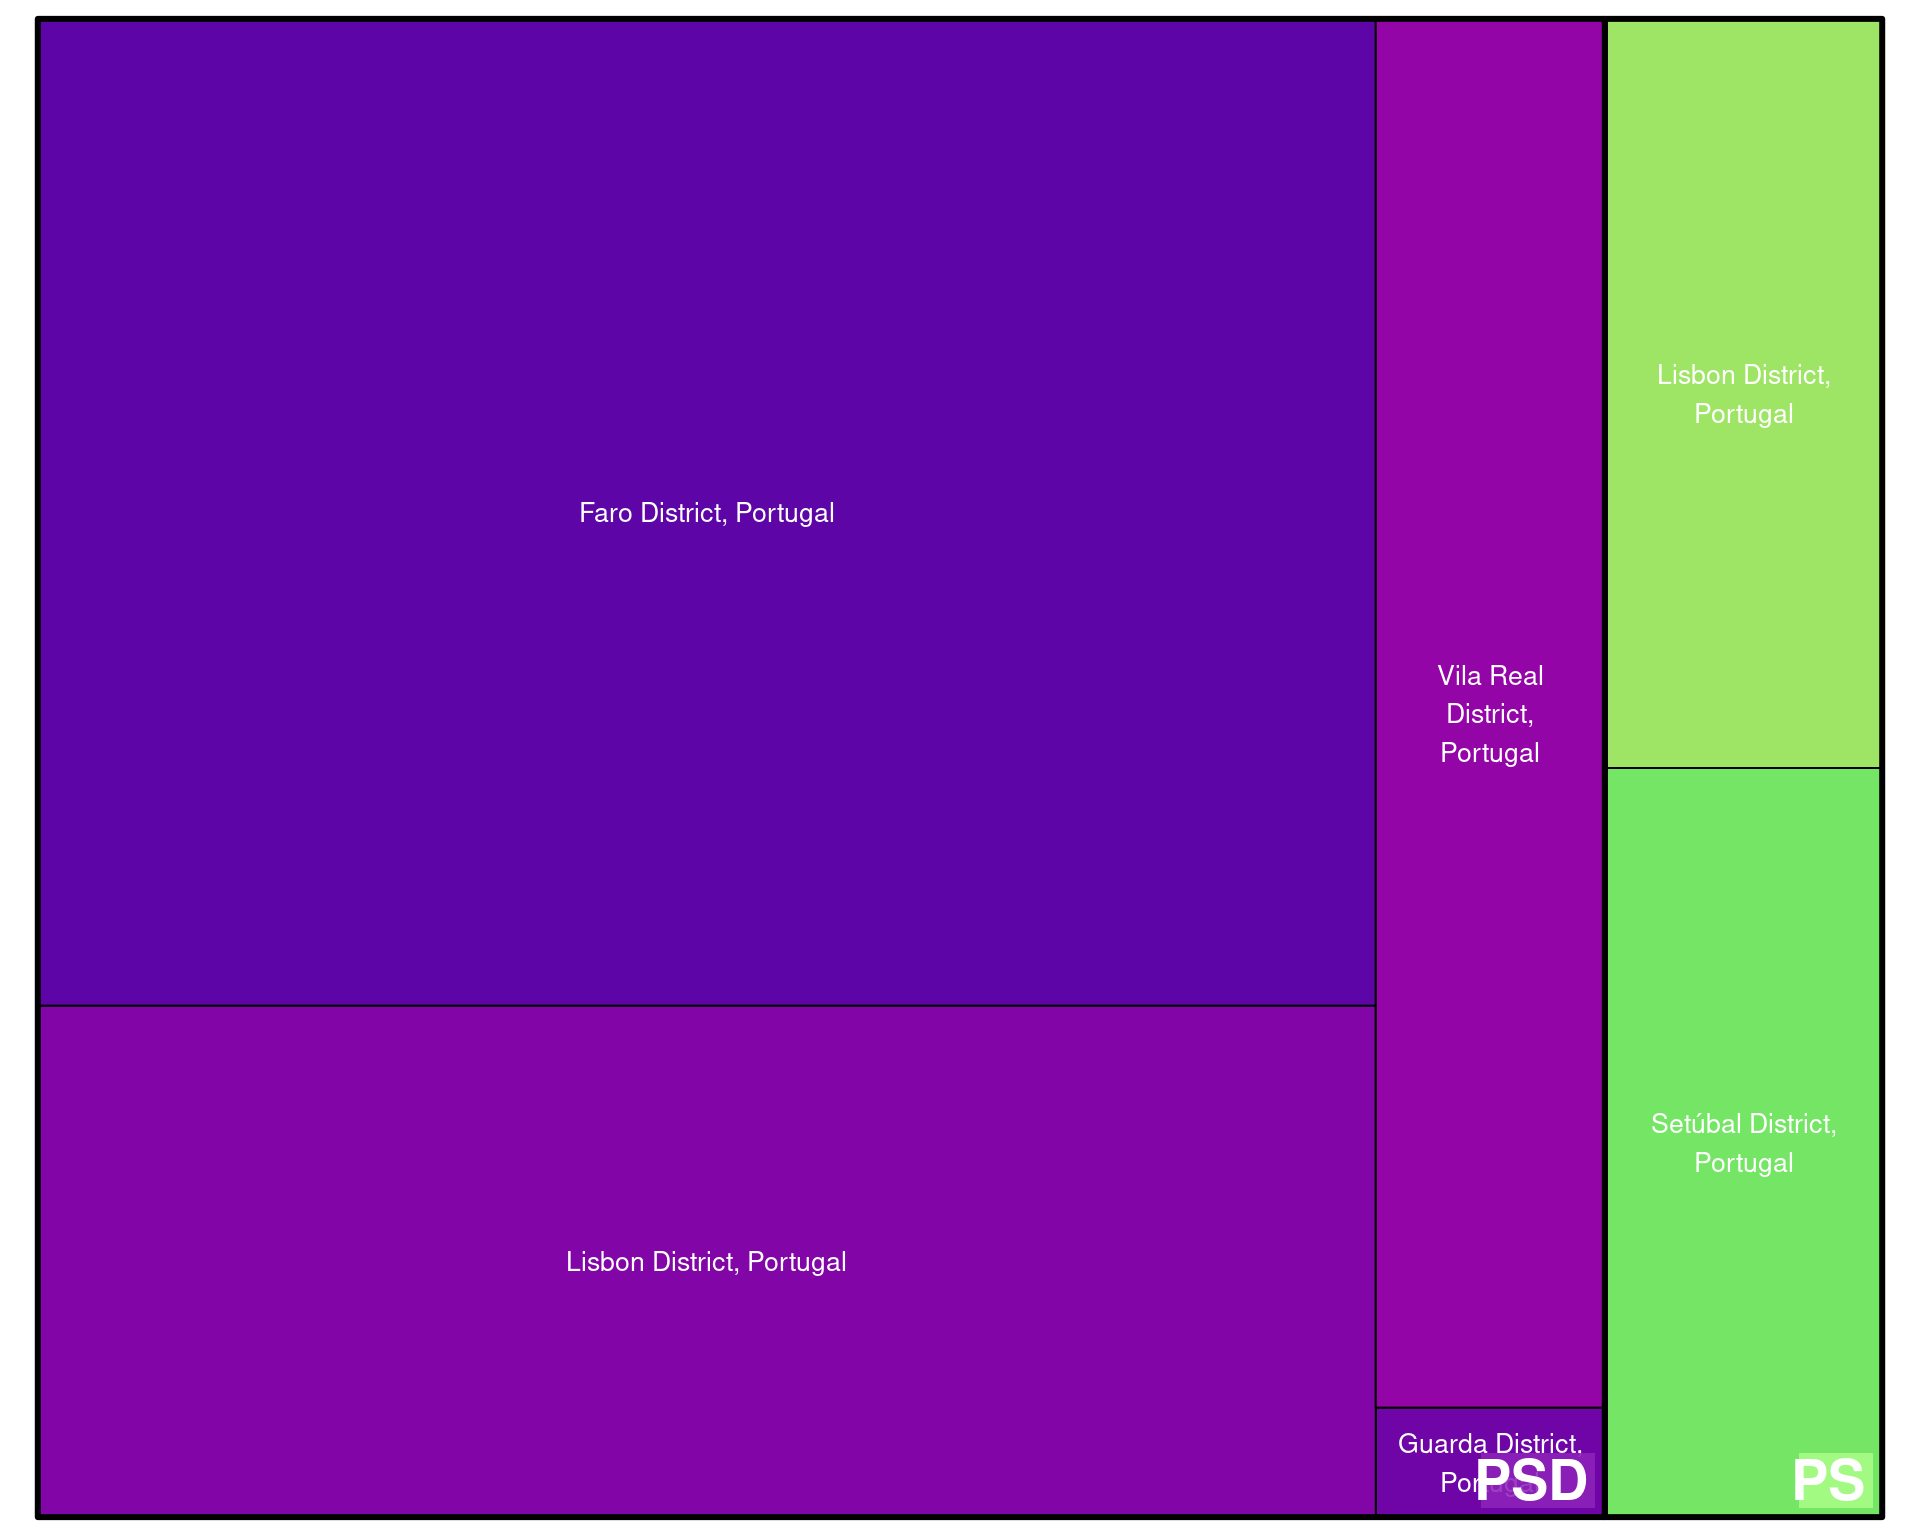 Faro District, Portugal
Lisbon District, Portugal
Vila Real
District,
Portugal
Guarda District,
Portugal
PSD
Lisbon District,
Portugal
Setúbal District,
Portugal
PS